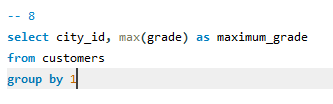 -- 8
select city_id, max(grade) as maximum_grade
from customers
group by 1